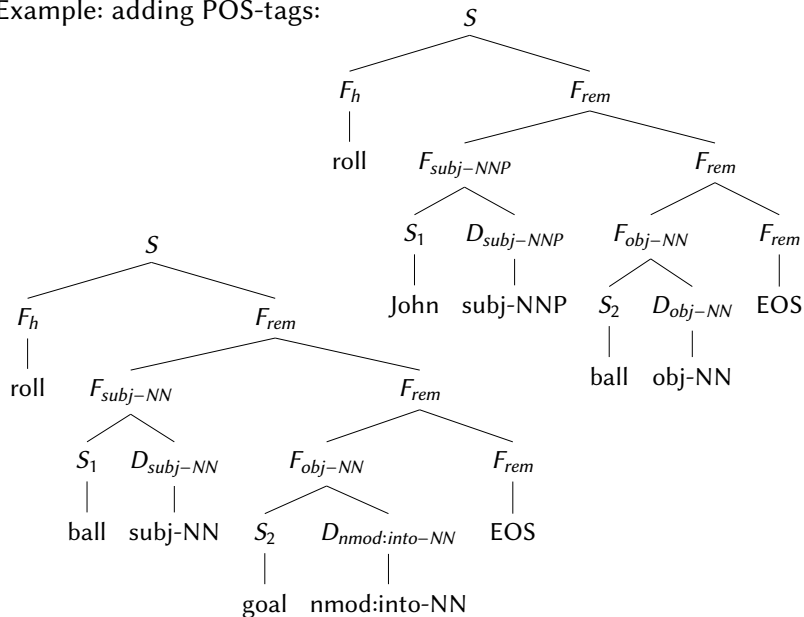 Example: adding POS-tags:
S
F_h F_rem
roll F_subj−NNP F_rem
S_1 D_subj−NNP F_obj−NN F_rem
John subj-NNP S_2 D_obj−NN EOS
ball obj-NN
S
F_h F_rem
roll F_subj−NN F_rem
S_1 D_subj−NN F_obj−NN F_rem
ball subj-NN S_2 D_nmod:into−NN EOS
goal nmod:into-NN